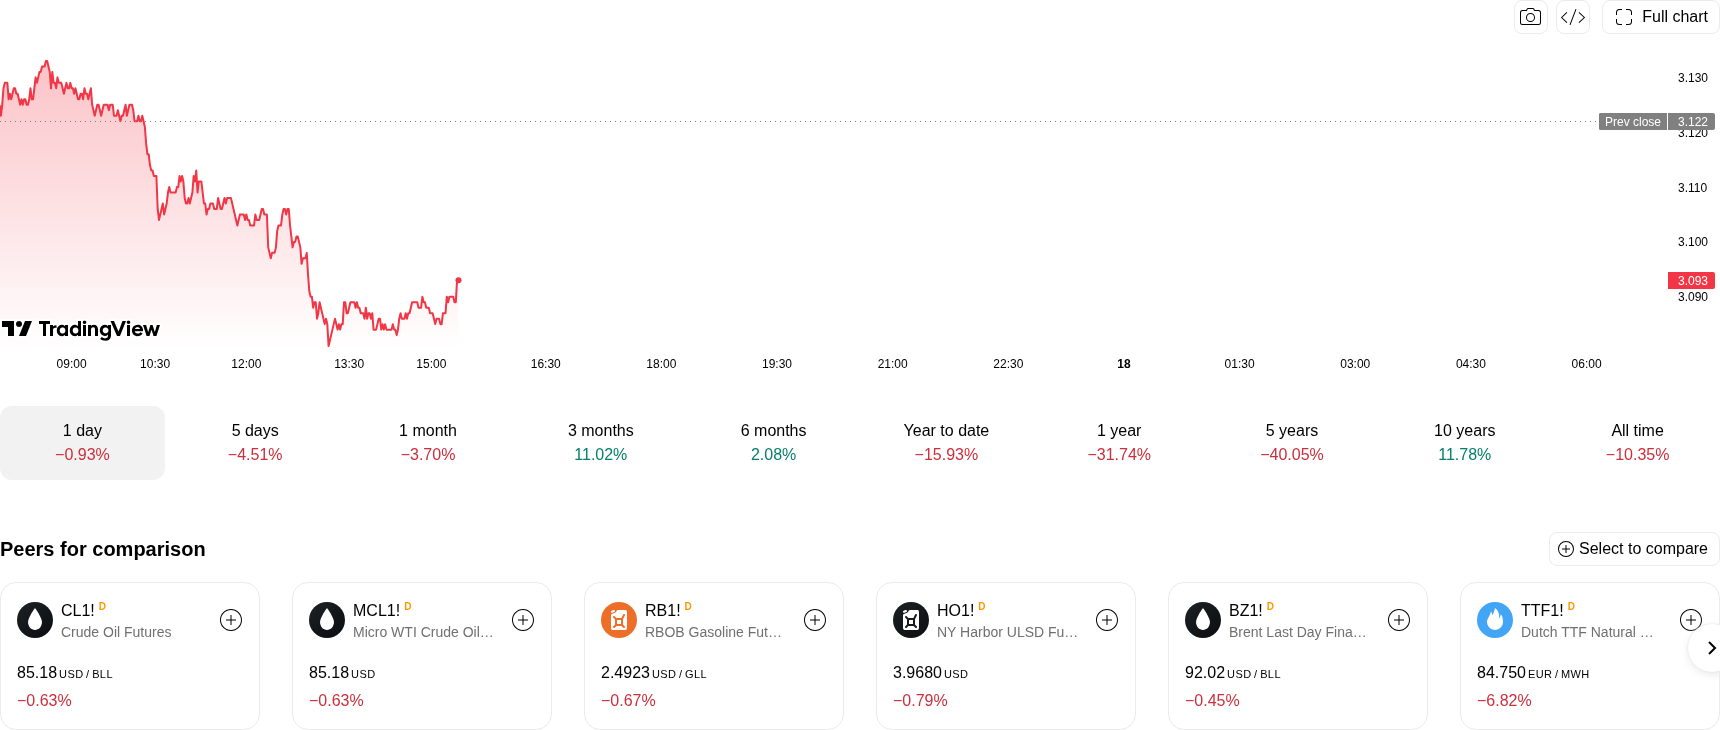 Full chart
3.130
Prev close 3.122
3.120
3.110
3.100
3.093
3.090
TradingView
09:00 10:30 12:00 13:30 15:00 16:30 18:00 19:30 21:00 22:30 18 01:30 03:00 04:30 06:00
1 day 5 days 1 month 3 months 6 months Year to date 1 year 5 years 10 years All time
−0.93% −4.51% −3.70% 11.02% 2.08% −15.93% −31.74% −40.05% 11.78% −10.35%
Peers for comparison Select to compare
CL1! D MCL1! D RB1! D HO1! D BZ1! D TTF1! D
Crude Oil Futures Micro WTI Crude Oil… RBOB Gasoline Fut… NY Harbor ULSD Fu… Brent Last Day Fina… Dutch TTF Natural …
85.18 USD / BLL 85.18 USD 2.4923 USD / GLL 3.9680 USD 92.02 USD / BLL 84.750 EUR / MWH
−0.63% −0.63% −0.67% −0.79% −0.45% −6.82%